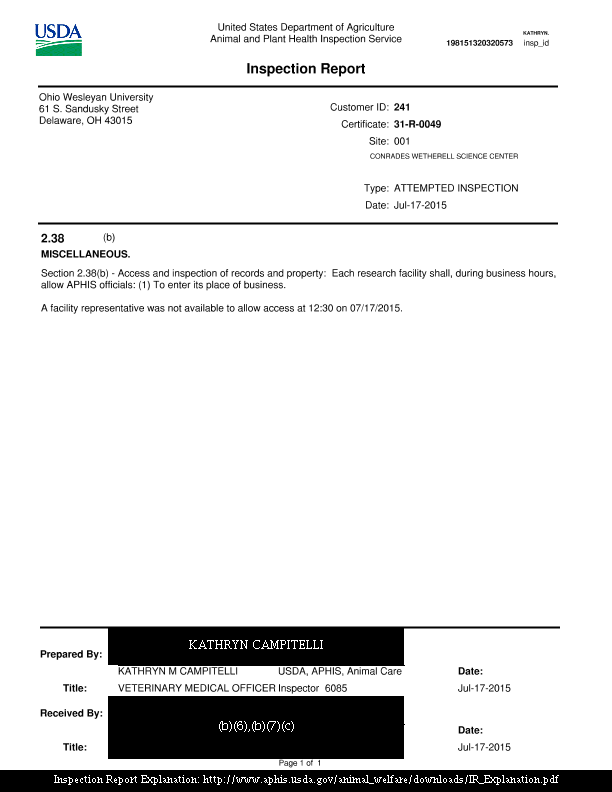 USDA
United States Department of Agriculture
Animal and Plant Health Inspection Service
KATHRYN.
198151320320573 insp_id
Inspection Report
Ohio Wesleyan University
61 S. Sandusky Street
Delaware, OH 43015
Customer ID: 241
Certificate: 31-R-0049
Site: 001
CONRADES WETHERELL SCIENCE CENTER
Type: ATTEMPTED INSPECTION
Date: Jul-17-2015
2.38 (b)
MISCELLANEOUS.
Section 2.38(b) - Access and inspection of records and property: Each research facility shall, during business hours,
allow APHIS officials: (1) To enter its place of business.
A facility representative was not available to allow access at 12:30 on 07/17/2015.
KATHRYN CAMPITELLI
Prepared By:
KATHRYN M CAMPITELLI USDA, APHIS, Animal Care Date:
Title: VETERINARY MEDICAL OFFICER Inspector 6085 Jul-17-2015
Received By:
(b)(6),(b)(7)(c)
Date:
Title: Jul-17-2015
Page 1 of 1
Inspection Report Explanation: http://www.aphis.usda.gov/animal_welfare/downloads/IR_Explanation.pdf